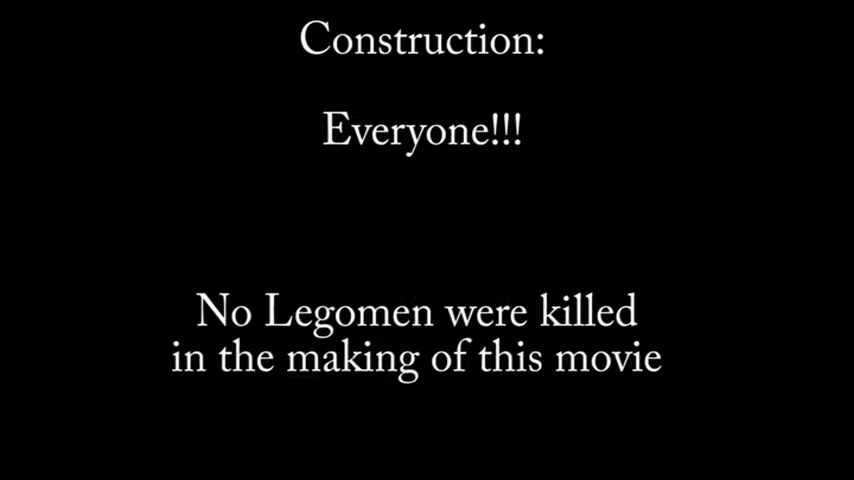 Construction:
Everyone!!!
No Legomen were killed
in the making of this movie